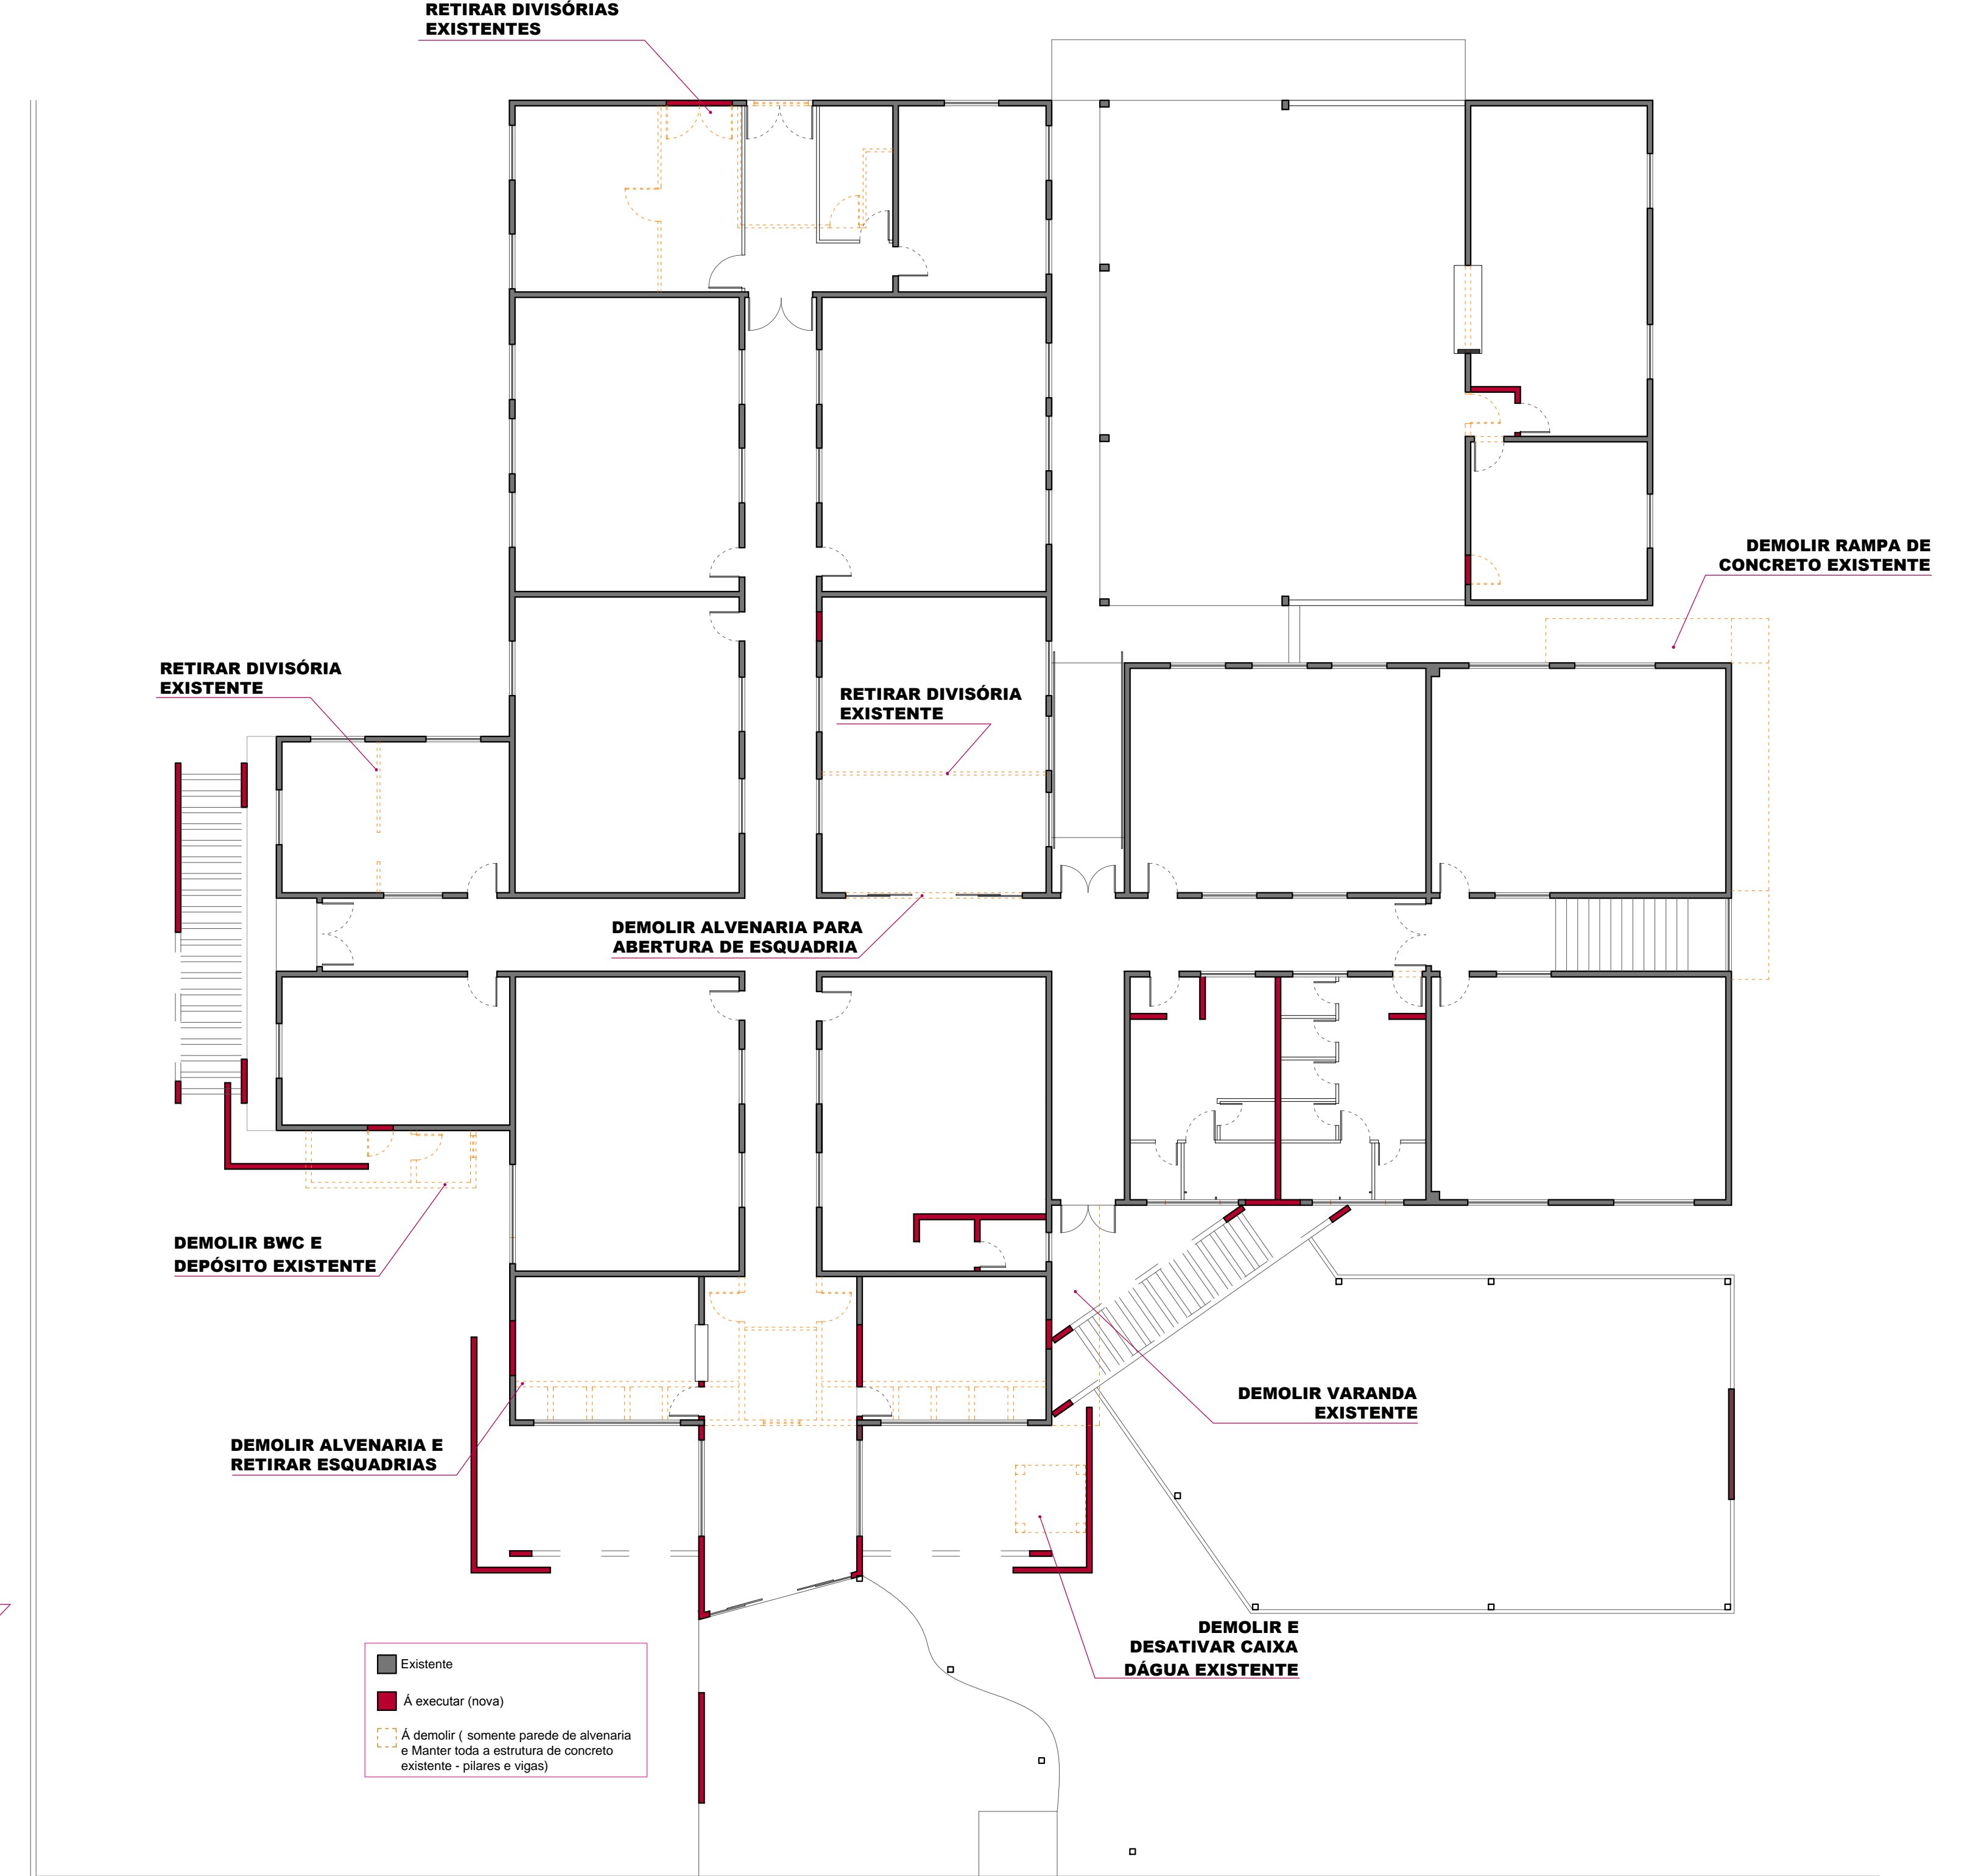 RETIRAR DIVISÓRIAS
EXISTENTES
DEMOLIR RAMPA DE
CONCRETO EXISTENTE
RETIRAR DIVISÓRIA
EXISTENTE
RETIRAR DIVISÓRIA
EXISTENTE
DEMOLIR ALVENARIA PARA
ABERTURA DE ESQUADRIA
DEMOLIR BWC E
DEPÓSITO EXISTENTE
DEMOLIR VARANDA
EXISTENTE
DEMOLIR ALVENARIA E
RETIRAR ESQUADRIAS
DEMOLIR E
DESATIVAR CAIXA
DÁGUA EXISTENTE
Existente
Á executar (nova)
Á demolir ( somente parede de alvenaria
e Manter toda a estrutura de concreto
existente - pilares e vigas)